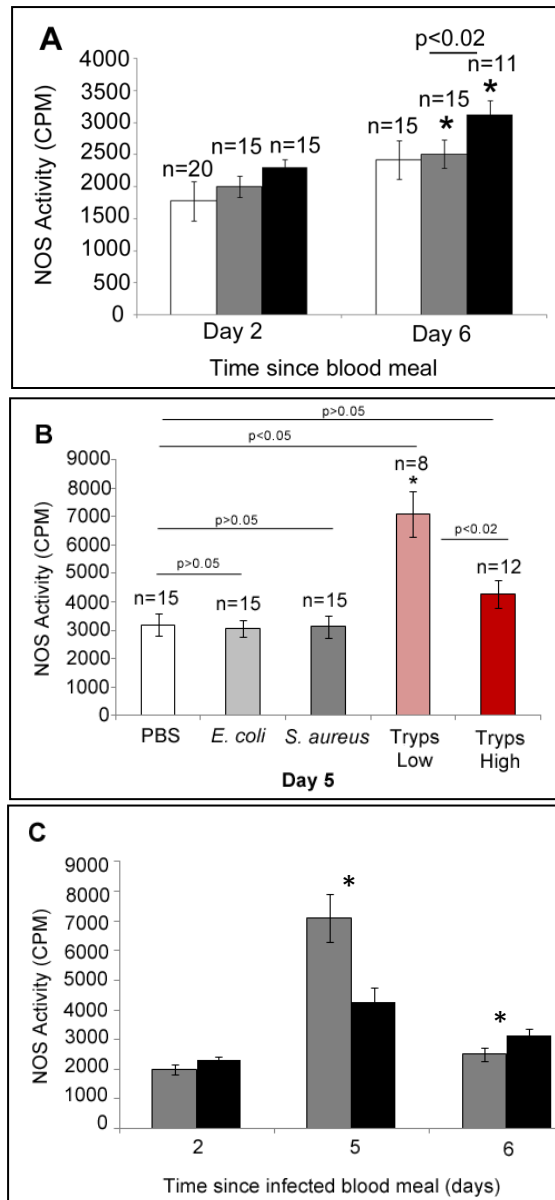 A
p<0.02
n=11
*
4000
3500
3000
2500
2000
1500
1000
500
0
NOS Activity (CPM)
n=20
n=15
n=15
n=15
n=15
*
Day 2
Day 6
Time since blood meal
B
p>0.05
p<0.05
p>0.05
p>0.05
p<0.02
9000
8000
7000
6000
5000
4000
3000
2000
1000
0
NOS Activity (CPM)
n=15
n=15
n=15
n=8
*
n=12
PBS
E. coli
S. aureus
Tryps Low
Tryps High
Day 5
C
9000
8000
7000
6000
5000
4000
3000
2000
1000
0
NOS Activity (CPM)
*
*
2
5
6
Time since infected blood meal (days)